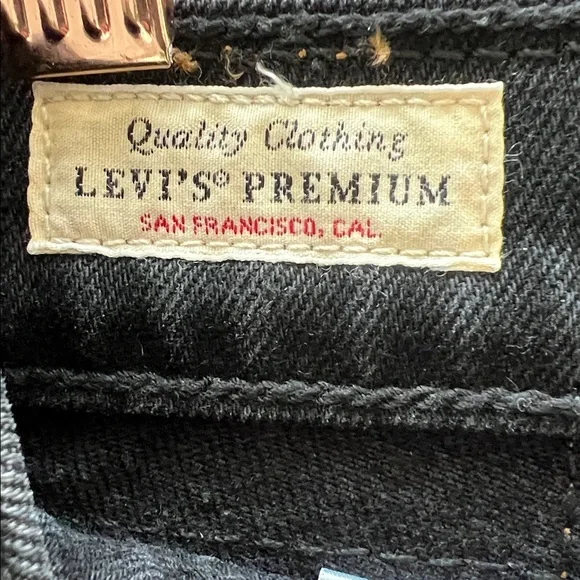 Quality Clothing
LEVI'S® PREMIUM
SAN FRANCISCO, CAL.